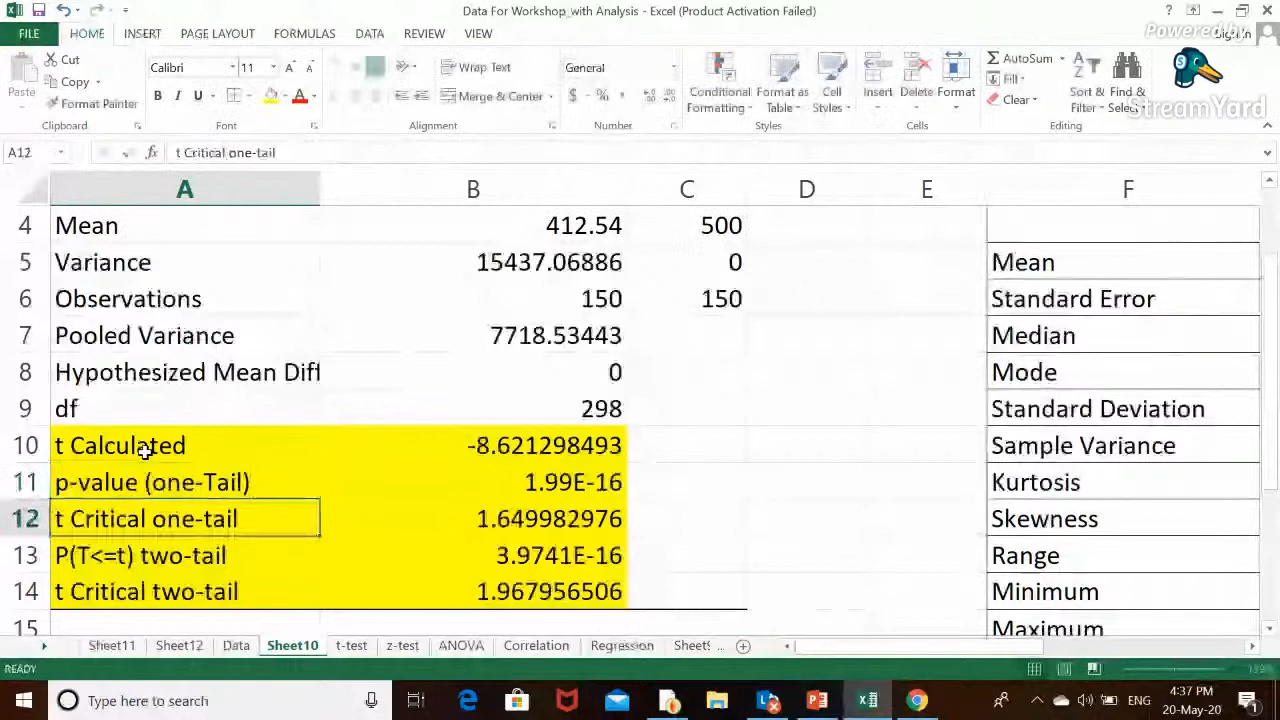 Data For Workshop_with Analysis - Excel (Product Activation Failed)
FILE HOME INSERT PAGE LAYOUT FORMULAS DATA REVIEW VIEW
Powered by
Sign in
StreamYard
Cut
Copy
Format Painter
Paste
Clipboard
Calibri 11
B I U
Font
Wrap Text
Merge & Center
Alignment
General
$ % ,
Number
Conditional Formatting
Format as Table
Cell Styles
Styles
Insert Delete Format
Cells
AutoSum
Fill
Clear
Sort & Filter
Find & Select
Editing
A12 fx t Critical one-tail
A B C D E F
4 Mean 412.54 500
5 Variance 15437.06886 0 Mean
6 Observations 150 150 Standard Error
7 Pooled Variance 7718.53443 Median
8 Hypothesized Mean Diff 0 Mode
9 df 298 Standard Deviation
10 t Calculated -8.621298493 Sample Variance
11 p-value (one-Tail) 1.99E-16 Kurtosis
12 t Critical one-tail 1.649982976 Skewness
13 P(T<=t) two-tail 3.9741E-16 Range
14 t Critical two-tail 1.967956506 Minimum
15 Maximum
Sheet11 Sheet12 Data Sheet10 t-test z-test ANOVA Correlation Regression Sheet9 ...
READY
Type here to search
ENG
4:37 PM
20-May-20